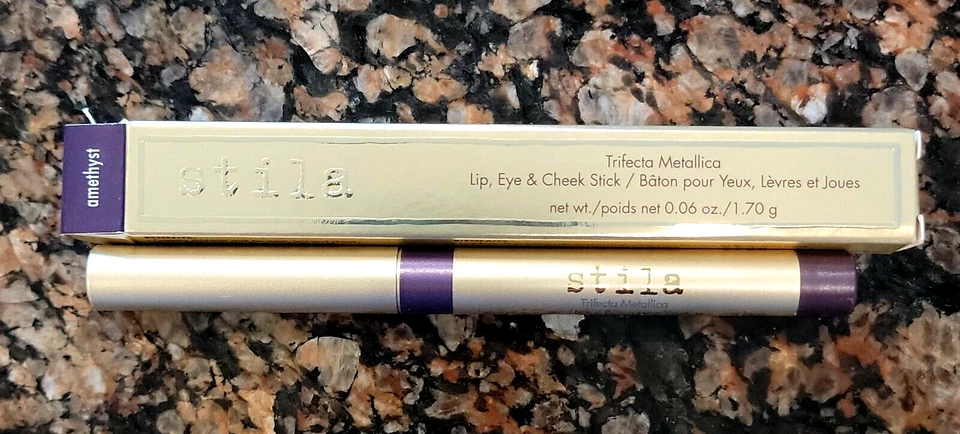 amethyst
stila
Trifecta Metallica
Lip, Eye & Cheek Stick / Bâton pour Yeux, Lèvres et Joues
net wt./poids net 0.06 oz./1.70 g
stila
Trifecta Metallica